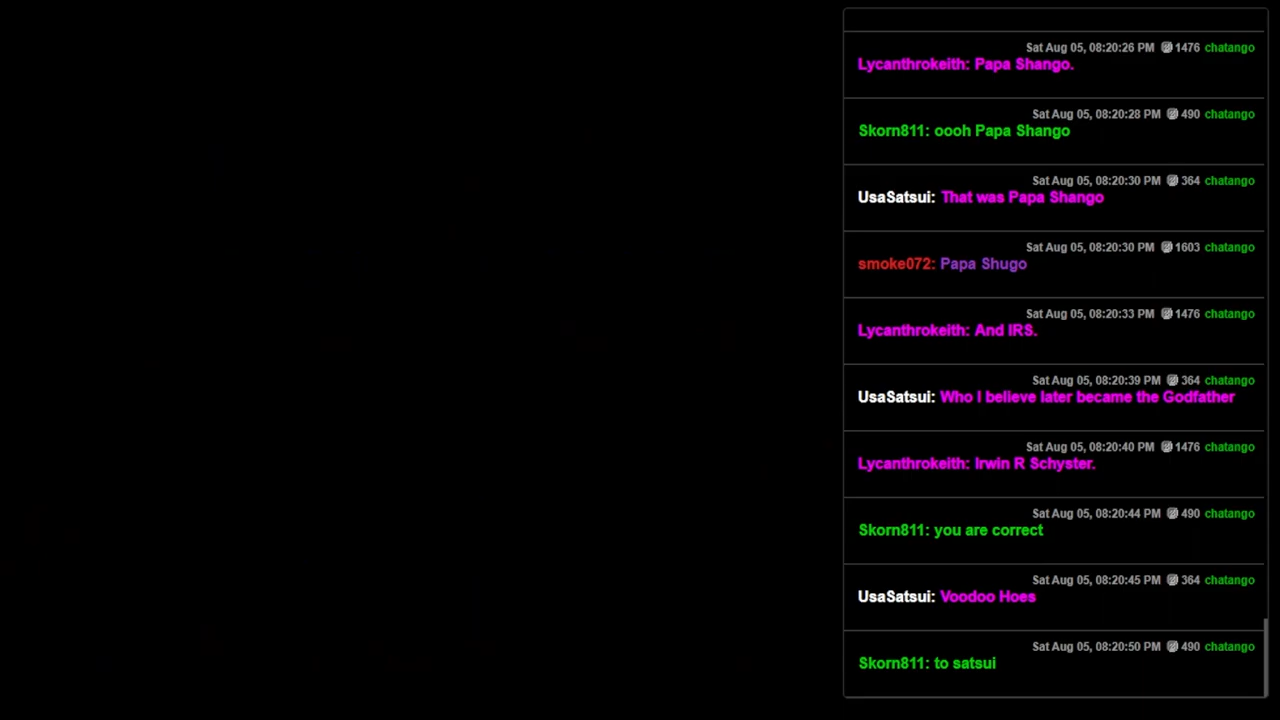 Sat Aug 05, 08:20:26 PM 1476 chatango
Lycanthrokeith: Papa Shango.
Sat Aug 05, 08:20:28 PM 490 chatango
Skorn811: oooh Papa Shango
Sat Aug 05, 08:20:30 PM 364 chatango
UsaSatsui: That was Papa Shango
Sat Aug 05, 08:20:30 PM 1603 chatango
smoke072: Papa Shugo
Sat Aug 05, 08:20:33 PM 1476 chatango
Lycanthrokeith: And IRS.
Sat Aug 05, 08:20:39 PM 364 chatango
UsaSatsui: Who I believe later became the Godfather
Sat Aug 05, 08:20:40 PM 1476 chatango
Lycanthrokeith: Irwin R Schyster.
Sat Aug 05, 08:20:44 PM 490 chatango
Skorn811: you are correct
Sat Aug 05, 08:20:45 PM 364 chatango
UsaSatsui: Voodoo Hoes
Sat Aug 05, 08:20:50 PM 490 chatango
Skorn811: to satsui